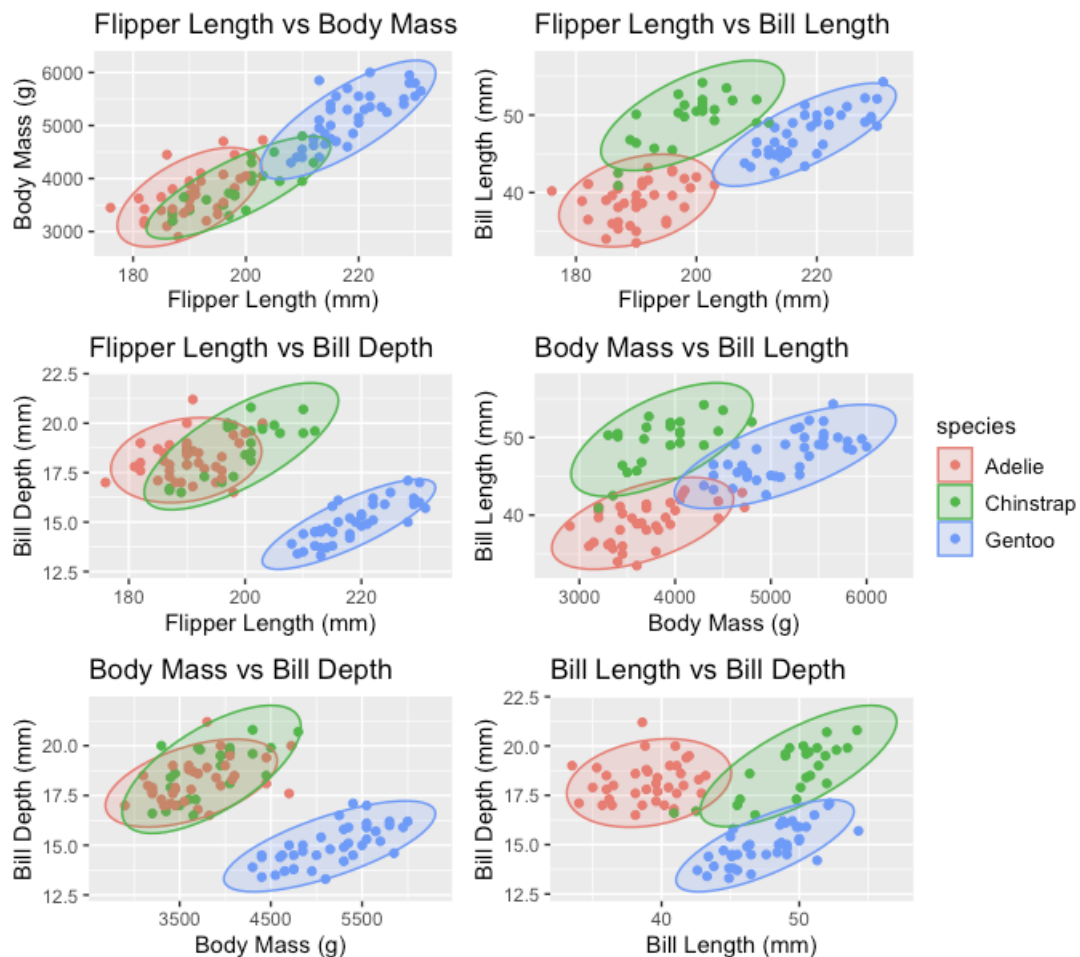 Flipper Length vs Body Mass
6000
5000
4000
3000
Body Mass (g)
180 200 220
Flipper Length (mm)
Flipper Length vs Bill Length
50
40
Bill Length (mm)
180 200 220
Flipper Length (mm)
Flipper Length vs Bill Depth
22.5
20.0
17.5
15.0
12.5
Bill Depth (mm)
180 200 220
Flipper Length (mm)
Body Mass vs Bill Length
50
40
Bill Length (mm)
3000 4000 5000 6000
Body Mass (g)
species
Adelie
Chinstrap
Gentoo
Body Mass vs Bill Depth
20.0
17.5
15.0
12.5
Bill Depth (mm)
3500 4500 5500
Body Mass (g)
Bill Length vs Bill Depth
22.5
20.0
17.5
15.0
12.5
Bill Depth (mm)
40 50
Bill Length (mm)